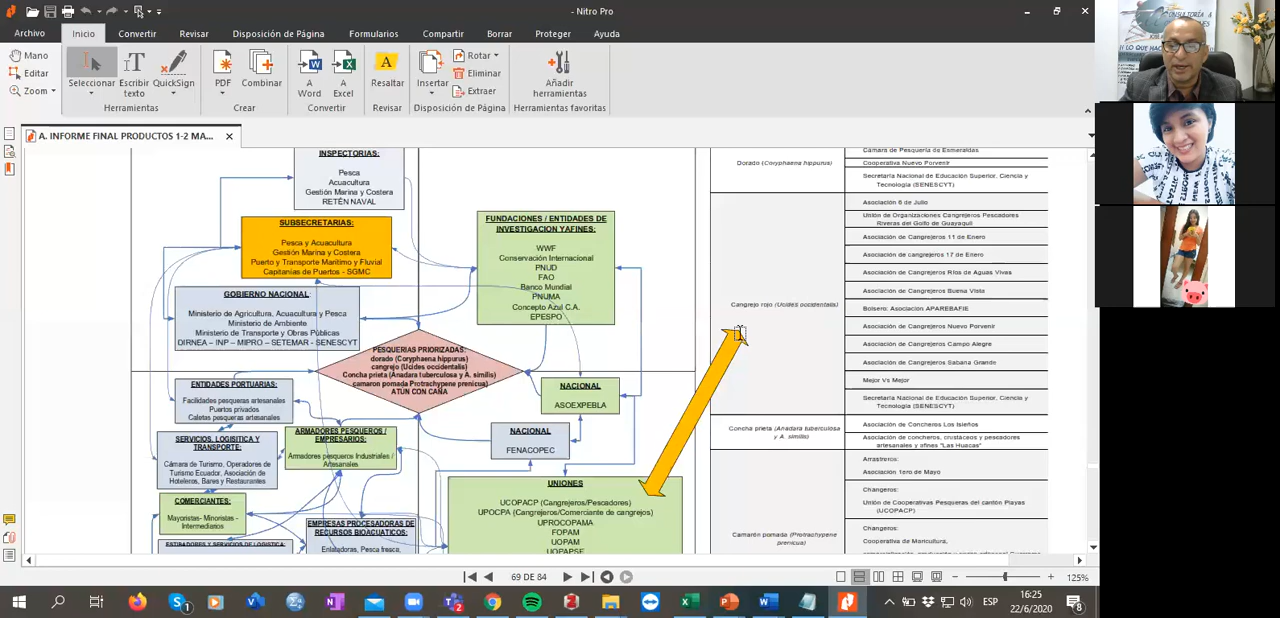 - Nitro Pro
Archivo
Inicio
Convertir
Revisar
Disposición de Página
Formularios
Compartir
Borrar
Proteger
Ayuda
Mano
Editar
Zoom
Seleccionar
Escribir texto
QuickSign
Herramientas
PDF
Combinar
Crear
A Word
A Excel
Convertir
Resaltar
Revisar
Insertar
Rotar
Eliminar
Extraer
Disposición de Página
Añadir herramientas
Herramientas favoritas
A. INFORME FINAL PRODUCTOS 1-2 MA...
INSPECTORIAS:
Pesca
Acuacultura
Gestión Marina y Costera
RETÉN NAVAL
SUBSECRETARIAS:
Pesca y Acuacultura
Gestión Marina y Costera
Puerto y Transporte Marítimo y Fluvial
Capitanías de Puertos - SGMC
GOBIERNO NACIONAL
Ministerio de Agricultura, Acuacultura y Pesca
Ministerio de Ambiente
Ministerio de Transporte y Obras Públicas
DIRNEA - INP - MIPRO - SETEMAR - SENESCYT
FUNDACIONES / ENTIDADES DE
INVESTIGACION YAFINES:
WWF
Conservación Internacional
PNUD
FAO
Banco Mundial
PNUMA
Concepto Azul C.A.
EPESPO
PESQUERIAS PRIORIZADAS:
dorado (Coryphaena hippurus)
cangrejo (Ucides occidentalis)
Concha prieta (Anadara tuberculosa y A. similis)
camaron pomada Protrachypene prenicua)
ATÚN CON CAÑA
ENTIDADES PORTUARIAS
Facilidades pesqueras artesanales
Puertos privados
Caletas pesqueras artesanales
SERVICIOS, LOGISITICA Y
TRANSPORTE
Cámara de Turismo, Operadores de
Turismo Ecuador, Asociación de
Hoteleros, Bares y Restaurantes
ARMADORES PESQUEROS /
EMPRESARIOS:
Armadores pesqueros Industriales /
Artesanales
COMERCIANTES
Mayoristas- Minoristas -
Intermediarios
EMPRESAS PROCESADORAS DE
RECURSOS BIOACUATICOS:
Enlatadoras, Pesca fresca,
NACIONAL
ASOEXPEBLA
NACIONAL
FENACOPEC
UNIONES
UCOPACP (Cangrejeros/Pescadores)
UPOCPA (Cangrejeros/Comerciante de cangrejos)
UPROCOPAMA
FOPAM
UOPAM
UOPAPSE
Dorado (Coryphaena hippurus)
Cámara de Pesquería de Esmeraldas
Cooperativa Nuevo Porvenir
Secretaría Nacional de Educación Superior, Ciencia y
Tecnología (SENESCYT)
Cangrejo rojo (Ucides occidentalis)
Asociación 6 de Julio
Unión de Organizaciones Cangrejeros Pescadores
Riveras del Golfo de Guayaquil
Asociación de Cangrejeros 11 de Enero
Asociación de cangrejeros 17 de Enero
Asociación de Cangrejeros Ríos de Aguas Vivas
Asociación de Cangrejeros Buena Vista
Bolsero: Asociación APAREBAFIE
Asociación de Cangrejeros Nuevo Porvenir
Asociación de Cangrejeros Campo Alegre
Asociación de Cangrejeros Sabana Grande
Mejor Vs Mejor
Secretaría Nacional de Educación Superior, Ciencia y
Tecnología (SENESCYT)
Concha prieta (Anadara tuberculosa
y A. similis)
Asociación de Concheros Los Isleños
Asociación de concheros, crustáceos y pescadores
artesanales y afines "Las Huacas"
Camarón pomada (Protrachypene
prenicua)
Arrastreros:
Asociación 1ero de Mayo
Changeros:
Unión de Cooperativas Pesqueras del cantón Playas
(UCOPACP)
Changeros:
Cooperativa de Maricultura,
69 DE 84
125%
ESP
16:25
22/6/2020